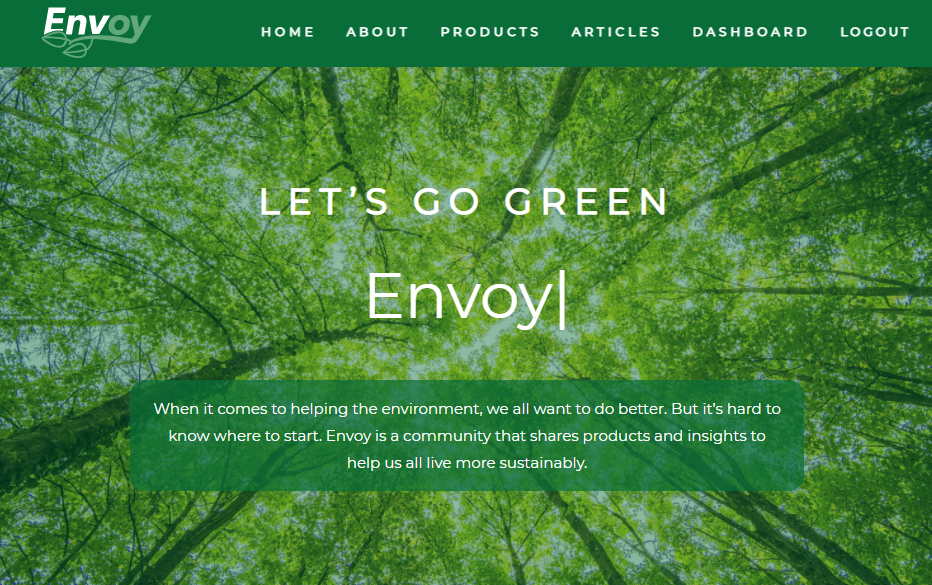 Envoy
HOME ABOUT PRODUCTS ARTICLES DASHBOARD LOGOUT
LET’S GO GREEN
Envoy|
When it comes to helping the environment, we all want to do better. But it’s hard to
know where to start. Envoy is a community that shares products and insights to
help us all live more sustainably.